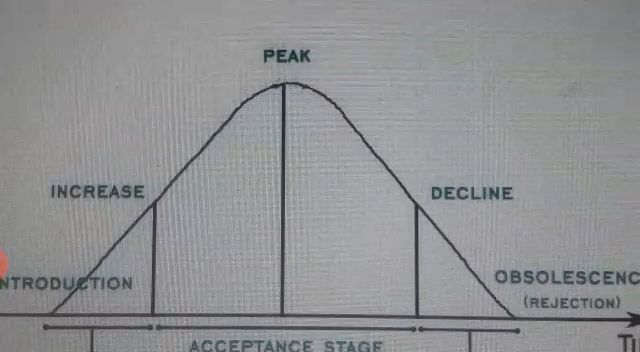 PEAK
INCREASE
DECLINE
NTRODUCTION
OBSOLESCENC
(REJECTION)
ACCEPTANCE STAGE